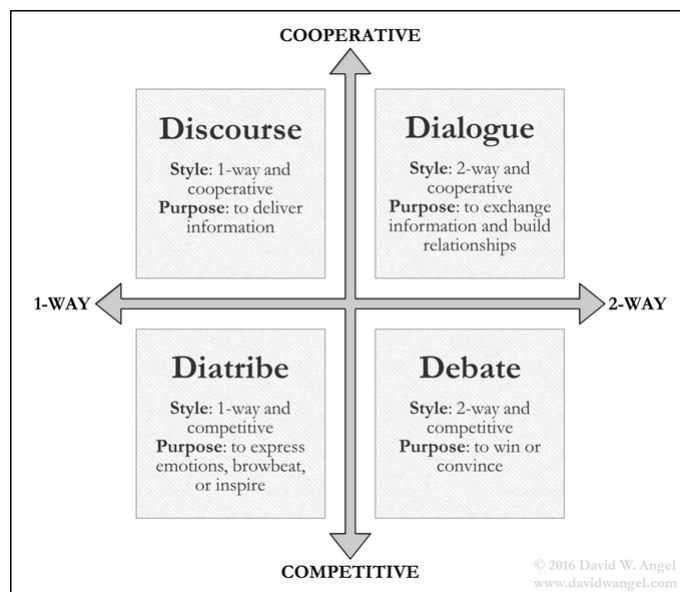 COOPERATIVE
Discourse
Style: 1-way and
cooperative
Purpose: to deliver
information
Dialogue
Style: 2-way and
cooperative
Purpose: to exchange
information and build
relationships
1-WAY
2-WAY
Diatribe
Style: 1-way and
competitive
Purpose: to express
emotions, browbeat,
or inspire
Debate
Style: 2-way and
competitive
Purpose: to win or
convince
COMPETITIVE
© 2016 David W. Angel
www.davidwangel.com